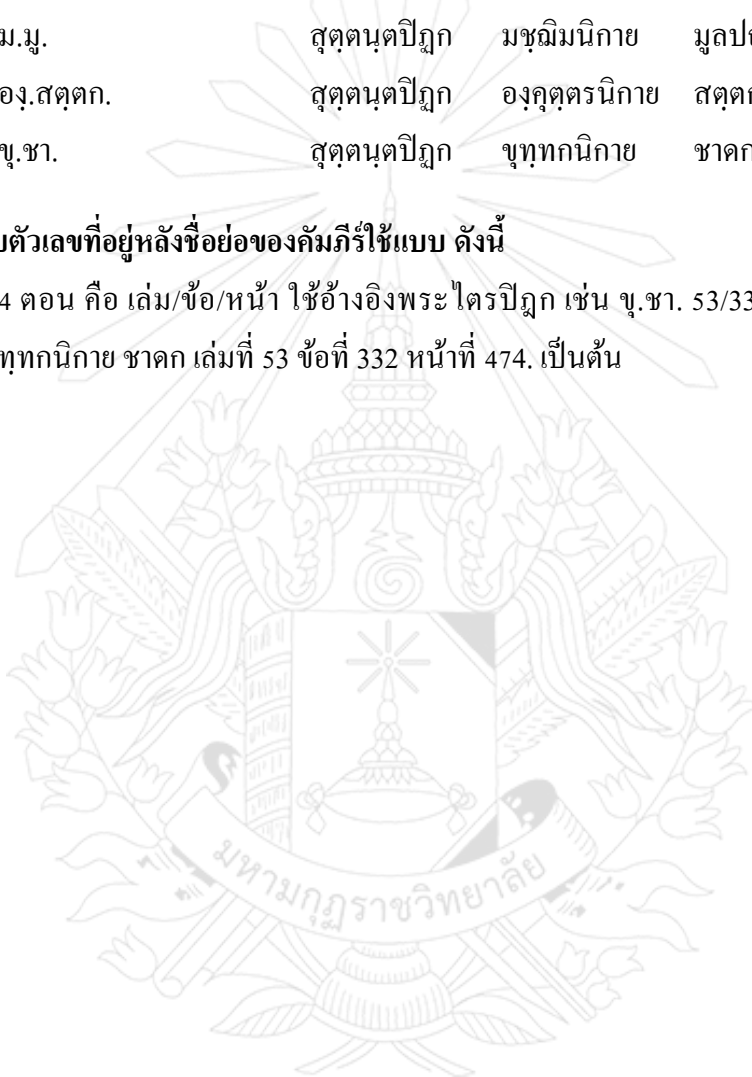 ม.มู. สุตฺตนฺตปิฏก มชฺฌิมนิกาย
องฺ.สตฺตก. สุตฺตนฺตปิฏก องฺคุตฺตรนิกาย
ขุ.ชา. สุตฺตนฺตปิฏก ขุทฺทกนิกาย ชาดก
ตัวเลขที่อยู่หลังชื่อย่อของคัมภีร์ใช้แบบ ดังนี้
4 ตอน คือ เล่ม/ข้อ/หน้า ใช้อ้างอิงพระไตรปิฎก เช่น ขุ.ชา. 53/33
ทฺทกนิกาย ชาดก เล่มที่ 53 ข้อที่ 332 หน้าที่ 474. เป็นต้น
มหามกุฏราชวิทยาลัย